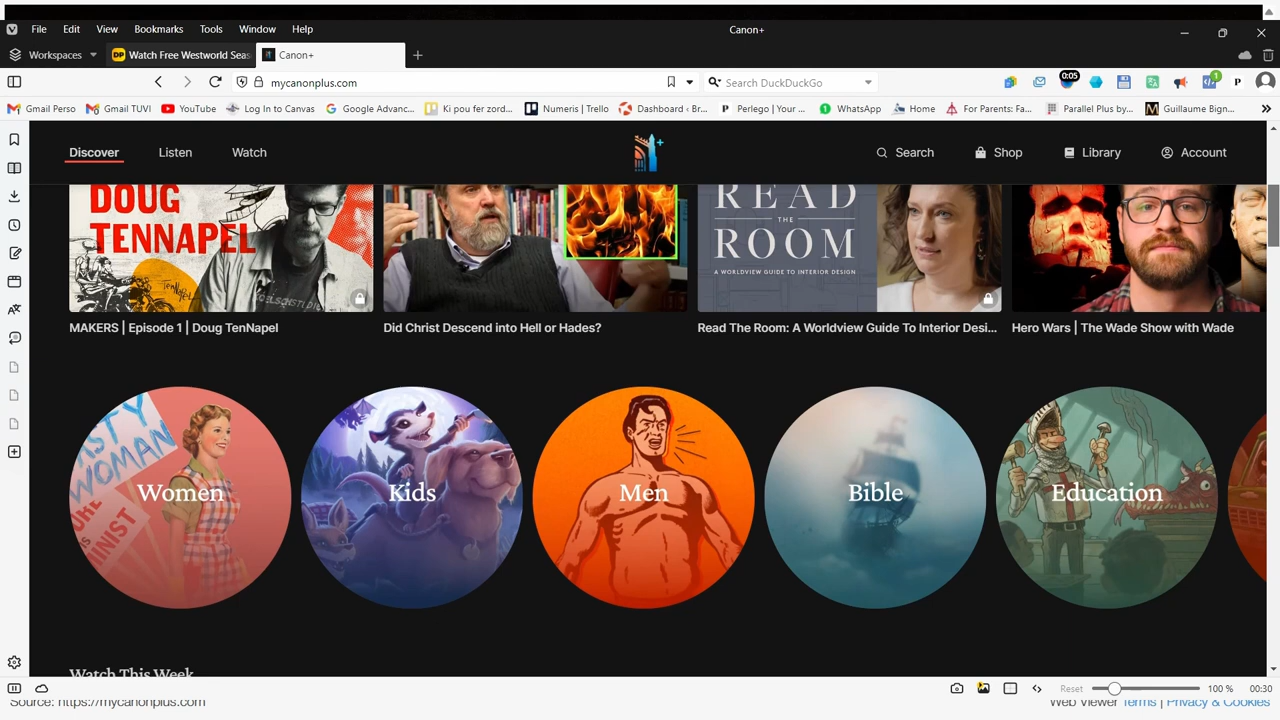 File Edit View Bookmarks Tools Window Help
Canon+
Workspaces
DP Watch Free Westworld Seas
Canon+
mycanonplus.com
Search DuckDuckGo
0:05
1
P
Gmail Perso
Gmail TUVI
YouTube
Log In to Canvas
Google Advanc...
Ki pou fer zord...
Numeris | Trello
Dashboard ‹ Br...
P Perlego | Your ...
WhatsApp
Home
For Parents: Fa...
Parallel Plus by...
Guillaume Bign...
Discover
Listen
Watch
Search
Shop
Library
Account
DOUG
TENNAPEL
READ
THE
ROOM
A WORLDVIEW GUIDE TO INTERIOR DESIGN
MAKERS | Episode 1 | Doug TenNapel
Did Christ Descend into Hell or Hades?
Read The Room: A Worldview Guide To Interior Desi...
Hero Wars | The Wade Show with Wade
WOMAN
Women
Kids
Men
Bible
Education
Watch This Week
Reset
100 %
00:30
Source: https://mycanonplus.com
Web Viewer Terms | Privacy & Cookies